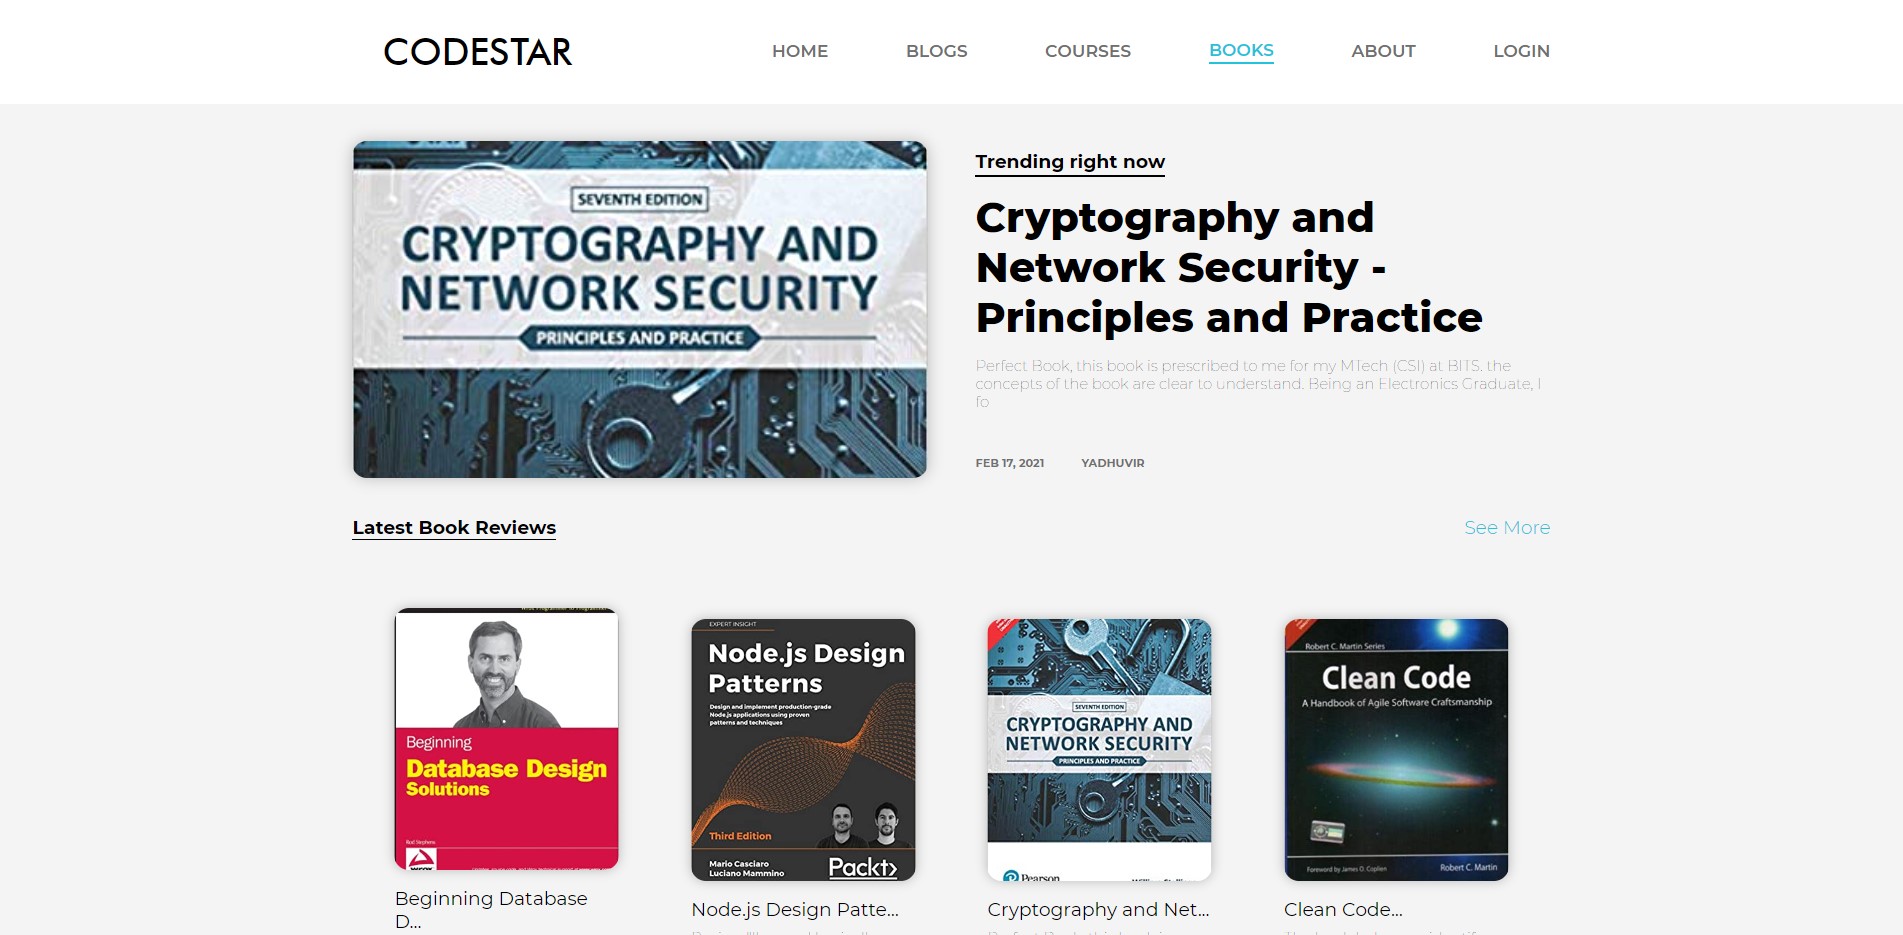 CODESTAR
HOME
BLOGS
COURSES
BOOKS
ABOUT
LOGIN
SEVENTH EDITION
CRYPTOGRAPHY AND
NETWORK SECURITY
PRINCIPLES AND PRACTICE
Trending right now
Cryptography and
Network Security -
Principles and Practice
Perfect Book, this book is prescribed to me for my MTech (CSI) at BITS. the
concepts of the book are clear to understand. Being an Electronics Graduate, I
fo
FEB 17, 2021
YADHUVIR
Latest Book Reviews
See More
Beginning
Database Design
Solutions
Rod Stephens
Beginning Database
D...
EXPERT INSIGHT
Node.js Design
Patterns
Design and implement production-grade
Node.js applications using proven
patterns and techniques
Third Edition
Mario Casciaro
Luciano Mammino
Packt>
Node.js Design Patte...
SEVENTH EDITION
CRYPTOGRAPHY AND
NETWORK SECURITY
PRINCIPLES AND PRACTICE
Pearson
Cryptography and Net...
Robert C. Martin Series
Clean Code
A Handbook of Agile Software Craftsmanship
Foreword by James O. Coplien
Robert C. Martin
Clean Code...